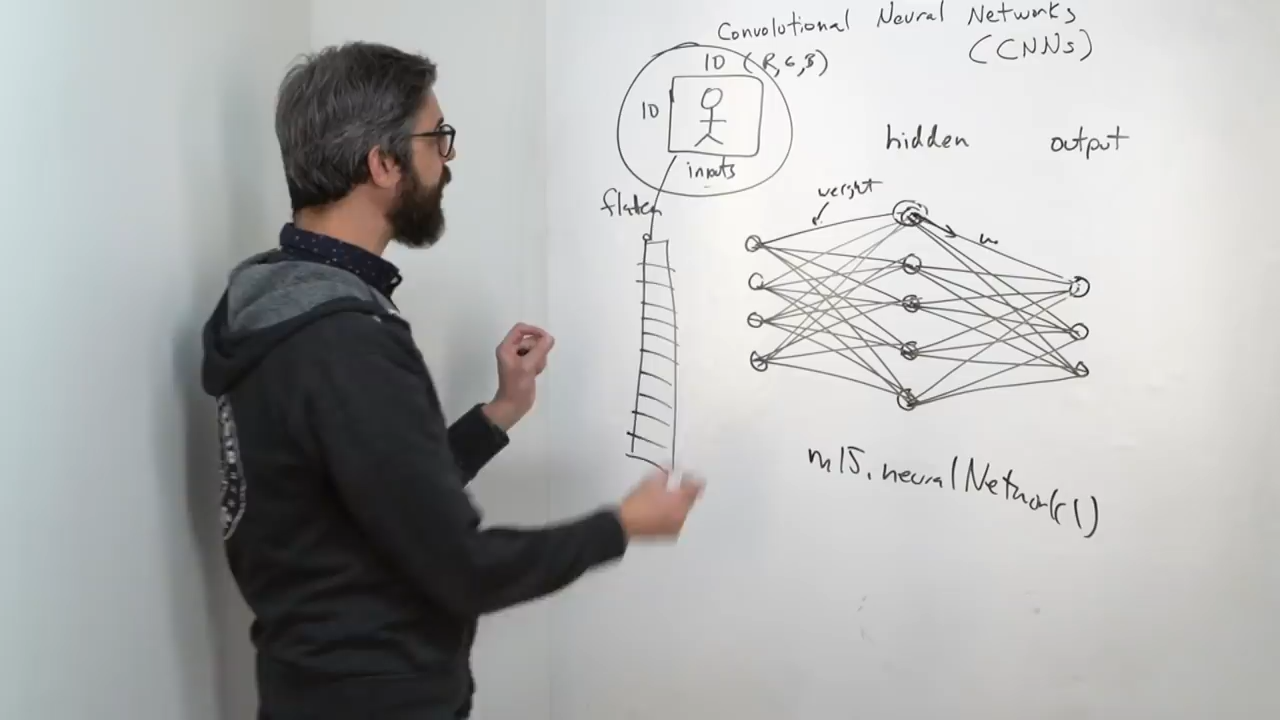 Convolutional Neural Networks
(CNNs)
10 (R,G,B)
10
inputs
hidden
output
flatten
weight
w
ml5.neuralNetwork()